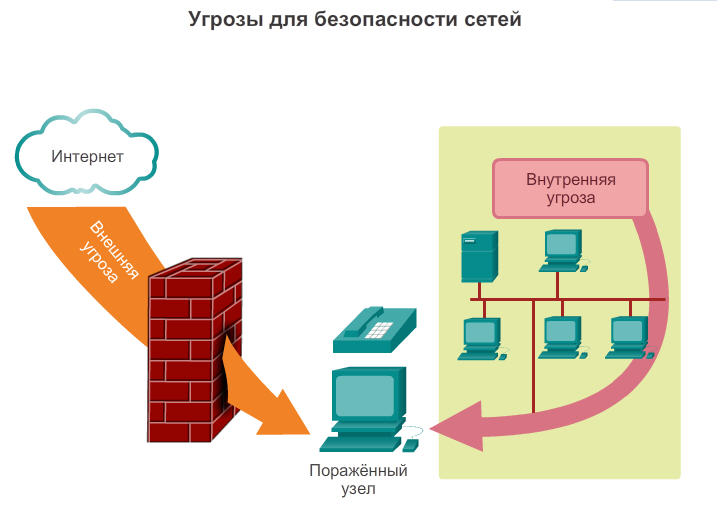 Угрозы для безопасности сетей
Интернет
Внешняя
угроза
Внутренняя
угроза
Поражённый
узел